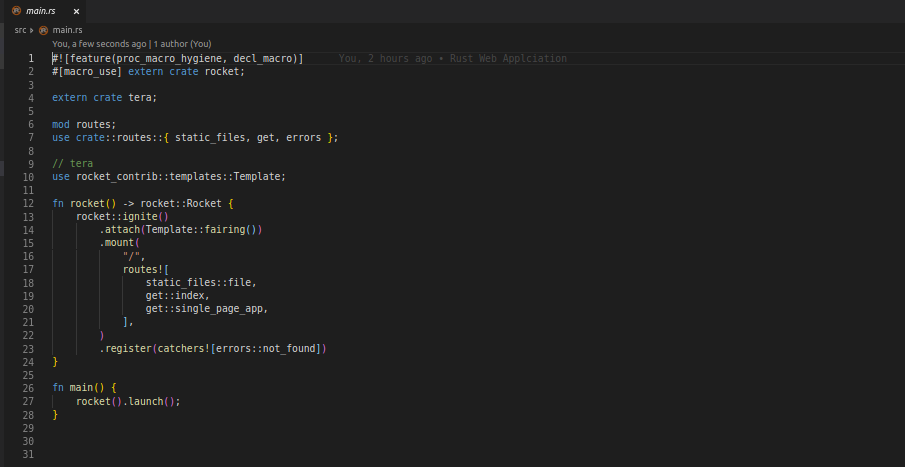 main.rs ×
src › main.rs
You, a few seconds ago | 1 author (You)
1 #![feature(proc_macro_hygiene, decl_macro)] You, 2 hours ago • Rust Web Applciation
2 #[macro_use] extern crate rocket;
3
4 extern crate tera;
5
6 mod routes;
7 use crate::routes::{ static_files, get, errors };
8
9 // tera
10 use rocket_contrib::templates::Template;
11
12 fn rocket() -> rocket::Rocket {
13     rocket::ignite()
14         .attach(Template::fairing())
15         .mount(
16             "/",
17             routes![
18                 static_files::file,
19                 get::index,
20                 get::single_page_app,
21             ],
22         )
23         .register(catchers![errors::not_found])
24 }
25
26 fn main() {
27     rocket().launch();
28 }
29
30
31